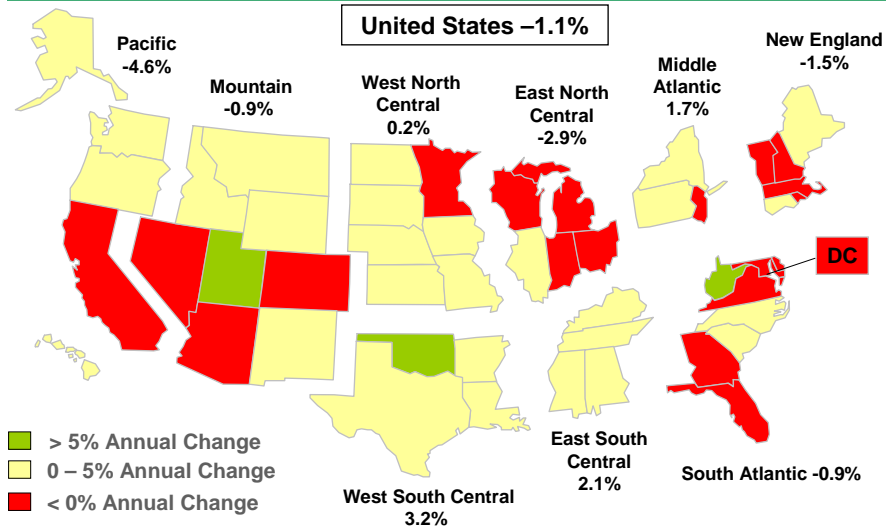 United States –1.1%
Pacific
-4.6%
Mountain
-0.9%
West North
Central
0.2%
East North
Central
-2.9%
Middle
Atlantic
1.7%
New England
-1.5%
DC
> 5% Annual Change
0 – 5% Annual Change
< 0% Annual Change
West South Central
3.2%
East South
Central
2.1%
South Atlantic -0.9%